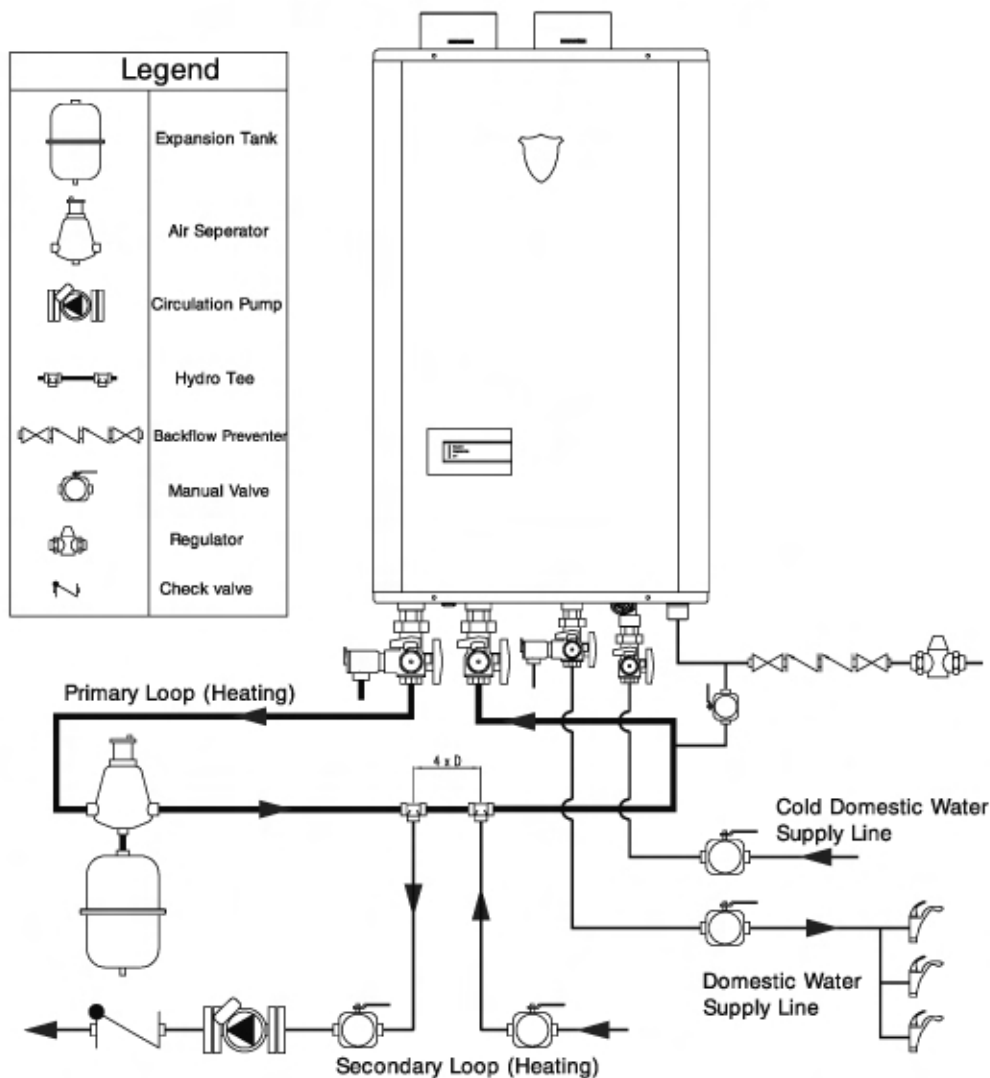 Legend
Expansion Tank
Air Seperator
Circulation Pump
Hydro Tee
Backflow Preventer
Manual Valve
Regulator
Check valve
Primary Loop (Heating)
4 x D
Cold Domestic Water
Supply Line
Domestic Water
Supply Line
Secondary Loop (Heating)